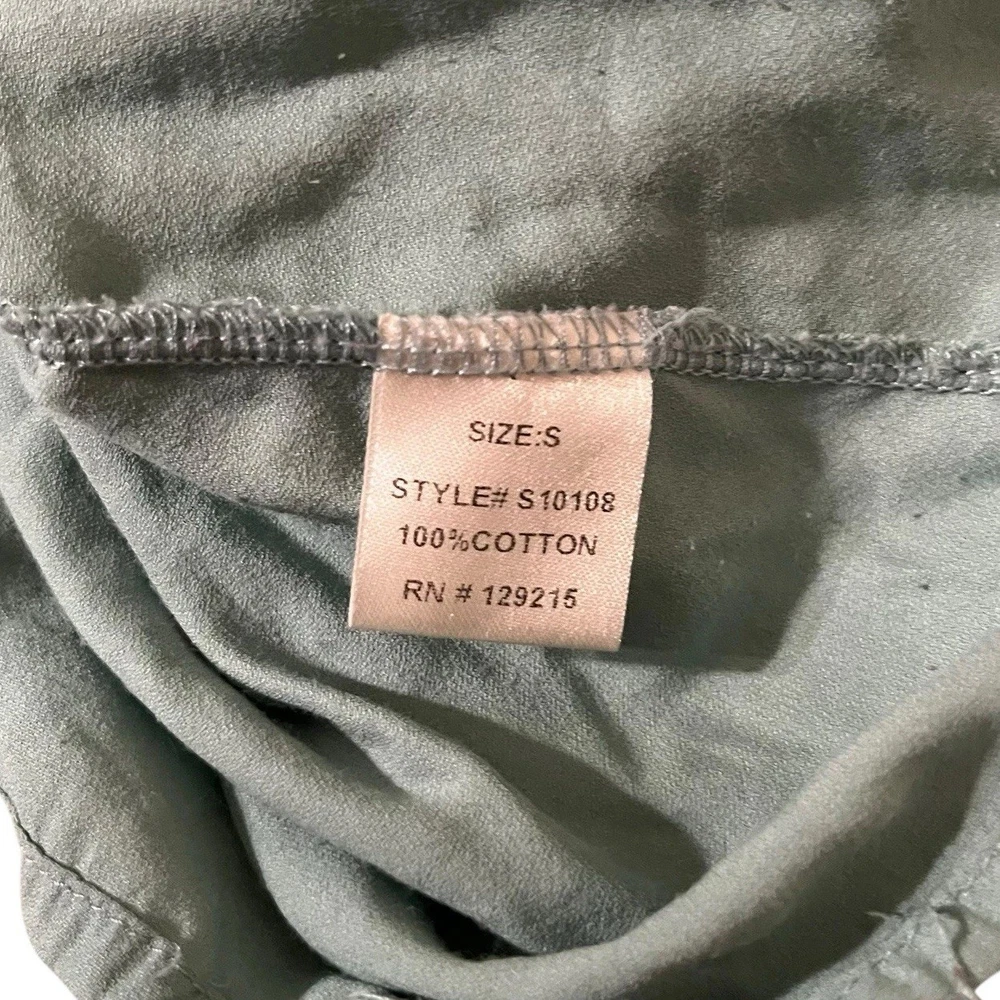 SIZE:S
STYLE# S10108
100%COTTON
RN # 129215